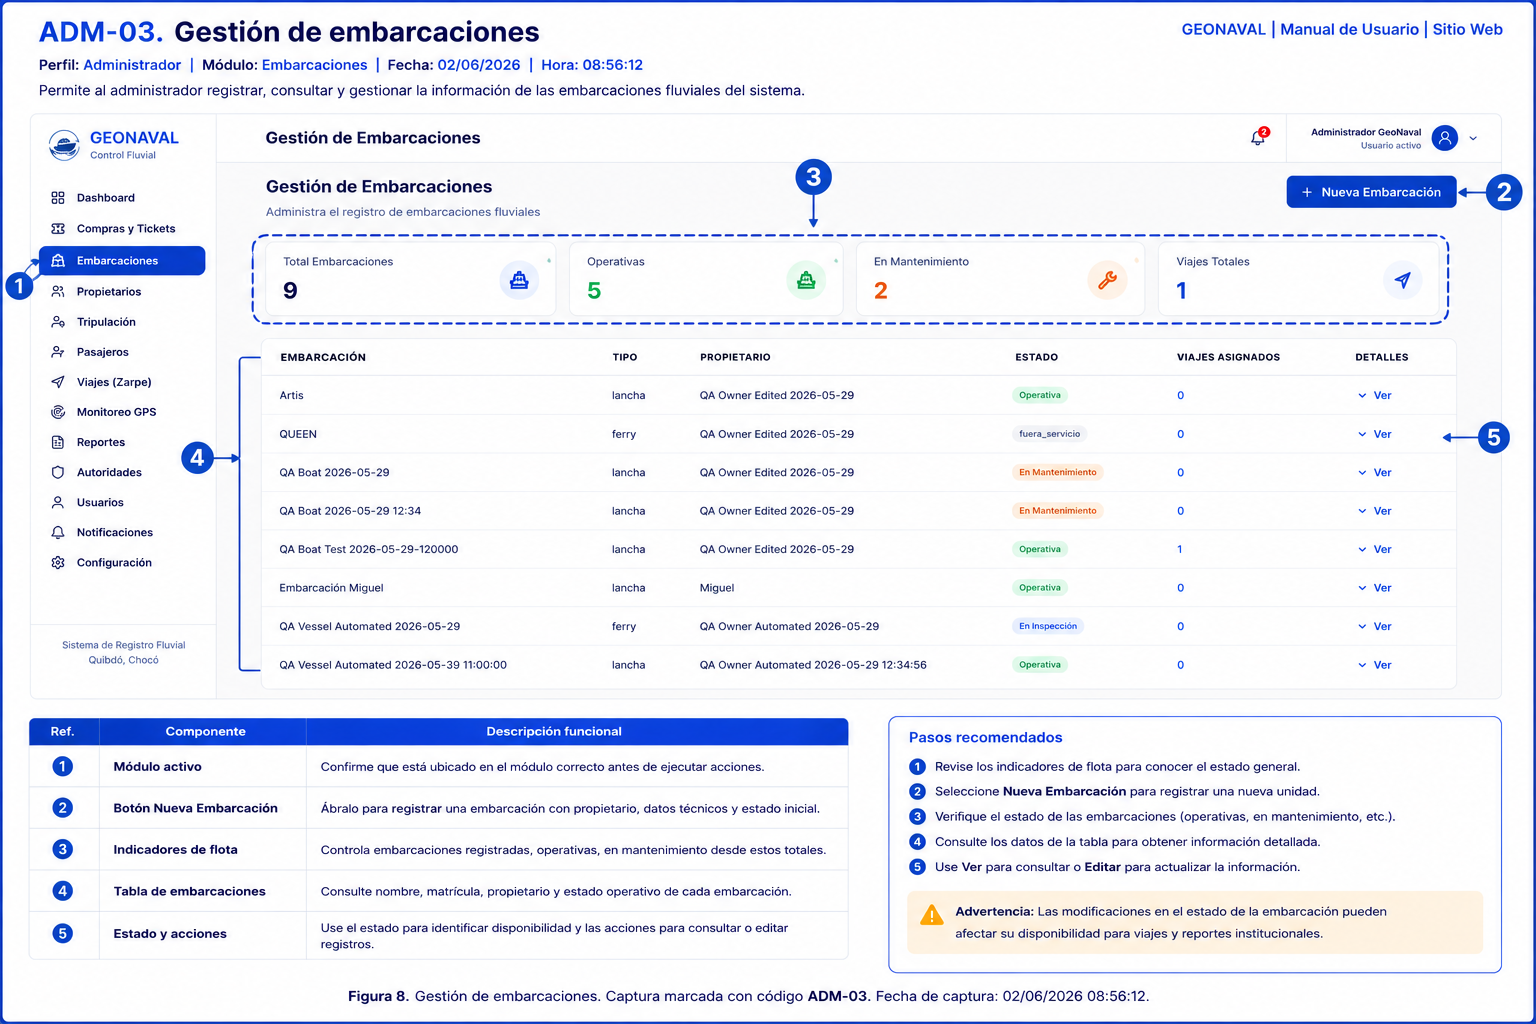 ADM-03. Gestión de embarcaciones
GEONAVAL | Manual de Usuario | Sitio Web
Perfil: Administrador | Módulo: Embarcaciones | Fecha: 02/06/2026 | Hora: 08:56:12
Permite al administrador registrar, consultar y gestionar la información de las embarcaciones fluviales del sistema.
GEONAVAL
Control Fluvial
Dashboard
Compras y Tickets
Embarcaciones
1
Propietarios
Tripulación
Pasajeros
Viajes (Zarpe)
Monitoreo GPS
Reportes
Autoridades
Usuarios
Notificaciones
Configuración
Sistema de Registro Fluvial
Quibdó, Chocó
Gestión de Embarcaciones
2
Administrador GeoNaval
Usuario activo
Gestión de Embarcaciones
Administra el registro de embarcaciones fluviales
3
+ Nueva Embarcación
2
Total Embarcaciones
9
Operativas
5
En Mantenimiento
2
Viajes Totales
1
4
5
EMBARCACIÓN TIPO PROPIETARIO ESTADO VIAJES ASIGNADOS DETALLES
Artis lancha QA Owner Edited 2026-05-29 Operativa 0 Ver
QUEEN ferry QA Owner Edited 2026-05-29 fuera_servicio 0 Ver
QA Boat 2026-05-29 lancha QA Owner Edited 2026-05-29 En Mantenimiento 0 Ver
QA Boat 2026-05-29 12:34 lancha QA Owner Edited 2026-05-29 En Mantenimiento 0 Ver
QA Boat Test 2026-05-29-120000 lancha QA Owner Edited 2026-05-29 Operativa 1 Ver
Embarcación Miguel lancha Miguel Operativa 0 Ver
QA Vessel Automated 2026-05-29 ferry QA Owner Automated 2026-05-29 En Inspección 0 Ver
QA Vessel Automated 2026-05-39 11:00:00 lancha QA Owner Automated 2026-05-29 12:34:56 Operativa 0 Ver
Ref. Componente Descripción funcional
1 Módulo activo Confirme que está ubicado en el módulo correcto antes de ejecutar acciones.
2 Botón Nueva Embarcación Ábralo para registrar una embarcación con propietario, datos técnicos y estado inicial.
3 Indicadores de flota Controla embarcaciones registradas, operativas, en mantenimiento desde estos totales.
4 Tabla de embarcaciones Consulte nombre, matrícula, propietario y estado operativo de cada embarcación.
5 Estado y acciones Use el estado para identificar disponibilidad y las acciones para consultar o editar
registros.
Pasos recomendados
1 Revise los indicadores de flota para conocer el estado general.
2 Seleccione Nueva Embarcación para registrar una nueva unidad.
3 Verifique el estado de las embarcaciones (operativas, en mantenimiento, etc.).
4 Consulte los datos de la tabla para obtener información detallada.
5 Use Ver para consultar o Editar para actualizar la información.
Advertencia: Las modificaciones en el estado de la embarcación pueden
afectar su disponibilidad para viajes y reportes institucionales.
Figura 8. Gestión de embarcaciones. Captura marcada con código ADM-03. Fecha de captura: 02/06/2026 08:56:12.